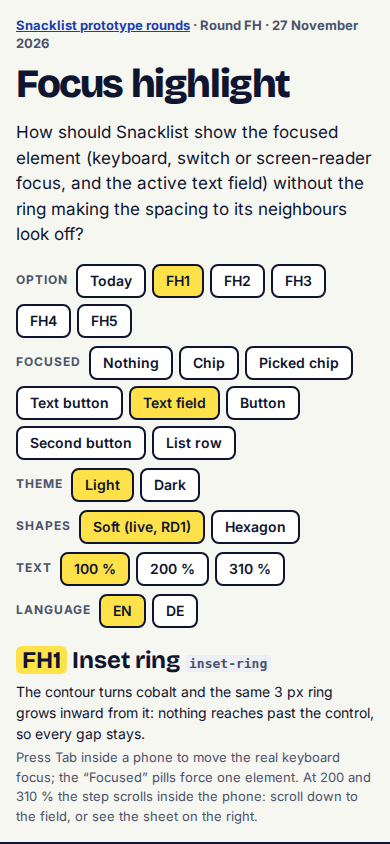 Snacklist prototype rounds · Round FH · 27 November
2026
Focus highlight
How should Snacklist show the focused
element (keyboard, switch or screen-reader
focus, and the active text field) without the
ring making the spacing to its neighbours
look off?
OPTION Today FH1 FH2 FH3
FH4 FH5
FOCUSED Nothing Chip Picked chip
Text button Text field Button
Second button List row
THEME Light Dark
SHAPES Soft (live, RD1) Hexagon
TEXT 100 % 200 % 310 %
LANGUAGE EN DE
FH1 Inset ring inset-ring
The contour turns cobalt and the same 3 px ring
grows inward from it: nothing reaches past the contour,
so every gap stays.
Press Tab inside a phone to move the real keyboard
focus; the “Focused” pills force one element. At 200 and
310 % the step scrolls inside the phone: scroll down to
the field, or see the sheet on the right.